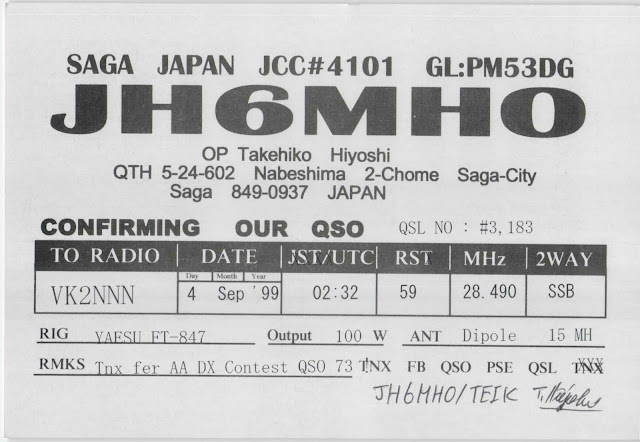 SAGA JAPAN JCC#4101 GL:PM53DG
JH6MHO
OP Takehiko Hiyoshi
QTH 5-24-602 Nabeshima 2-Chome Saga-City
Saga 849-0937 JAPAN
CONFIRMING OUR QSO QSL NO : #3,183
TO RADIO DATE JST/UTC RST MHz 2WAY
Day Month Year
VK2NNN 4 Sep '99 02:32 59 28.490 SSB
RIG YAESU FT-847 Output 100 W ANT Dipole 15 MH
RMKS Tnx fer AA DX Contest QSO 73 TNX FB QSO PSE QSL TNX
JH6MHO/TEIK